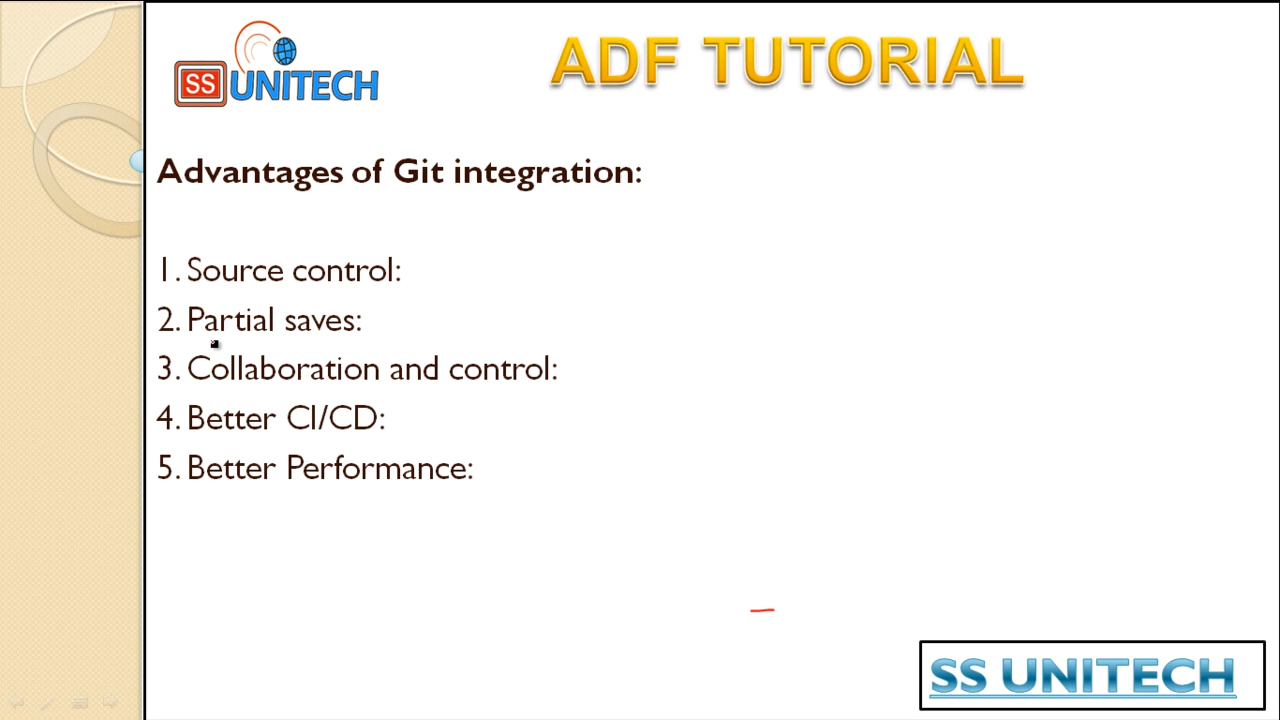 SS UNITECH
ADF TUTORIAL
Advantages of Git integration:
1. Source control:
2. Partial saves:
3. Collaboration and control:
4. Better CI/CD:
5. Better Performance:
SS UNITECH